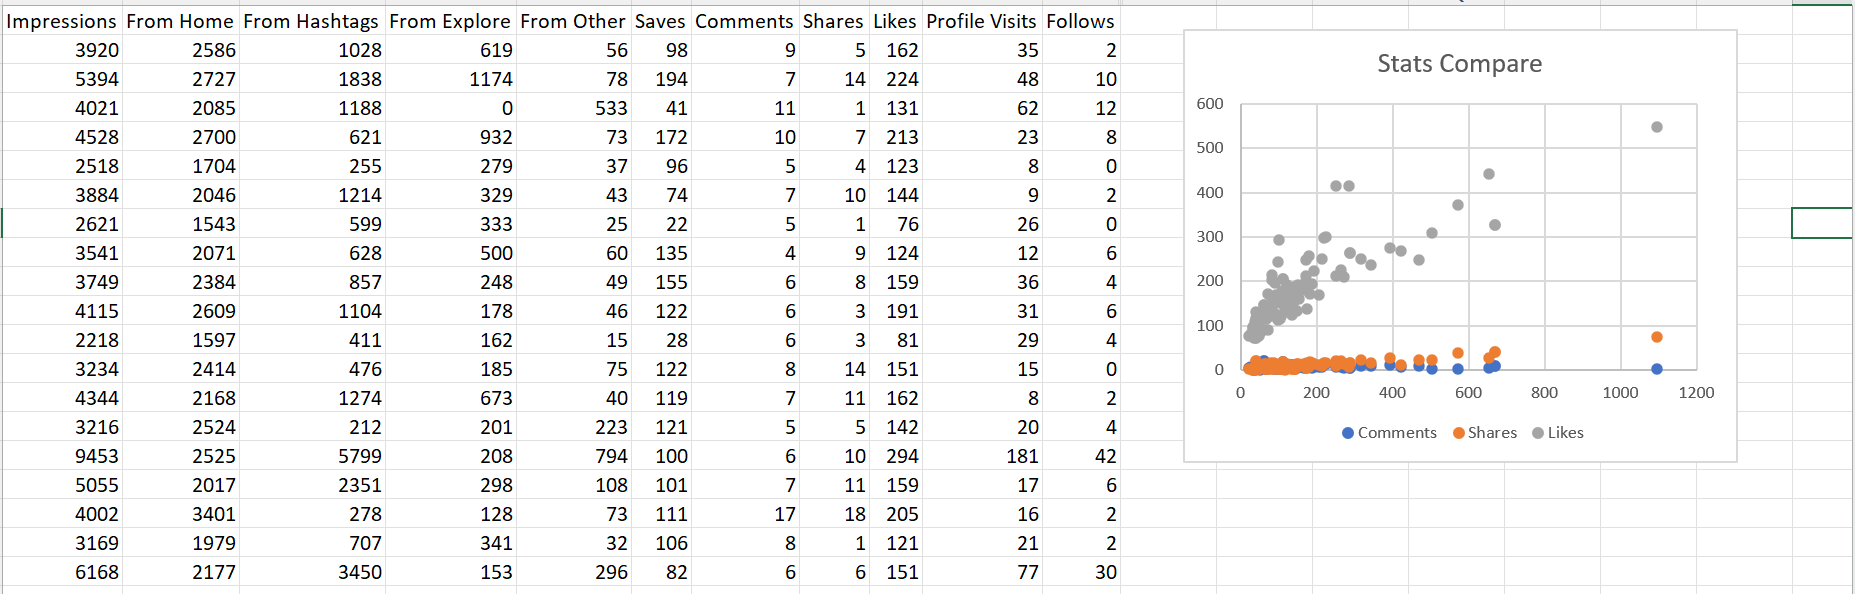 Impressions From Home From Hashtags From Explore From Other Saves Comments Shares Likes Profile Visits Follows
3920 2586 1028 619 56 98 9 5 162 35 2
5394 2727 1838 1174 78 194 7 14 224 48 10
4021 2085 1188 0 533 41 11 1 131 62 12
4528 2700 621 932 73 172 10 7 213 23 8
2518 1704 255 279 37 96 5 4 123 8 0
3884 2046 1214 329 43 74 7 10 144 9 2
2621 1543 599 333 25 22 5 1 76 26 0
3541 2071 628 500 60 135 4 9 124 12 6
3749 2384 857 248 49 155 6 8 159 36 4
4115 2609 1104 178 46 122 6 3 191 31 6
2218 1597 411 162 15 28 6 3 81 29 4
3234 2414 476 185 75 122 8 14 151 15 0
4344 2168 1274 673 40 119 7 11 162 8 2
3216 2524 212 201 223 121 5 5 142 20 4
9453 2525 5799 208 794 100 6 10 294 181 42
5055 2017 2351 298 108 101 7 11 159 17 6
4002 3401 278 128 73 111 17 18 205 16 2
3169 1979 707 341 32 106 8 1 121 21 2
6168 2177 3450 153 296 82 6 6 151 77 30
Stats Compare
600
500
400
300
200
100
0
0 200 400 600 800 1000 1200
Comments Shares Likes